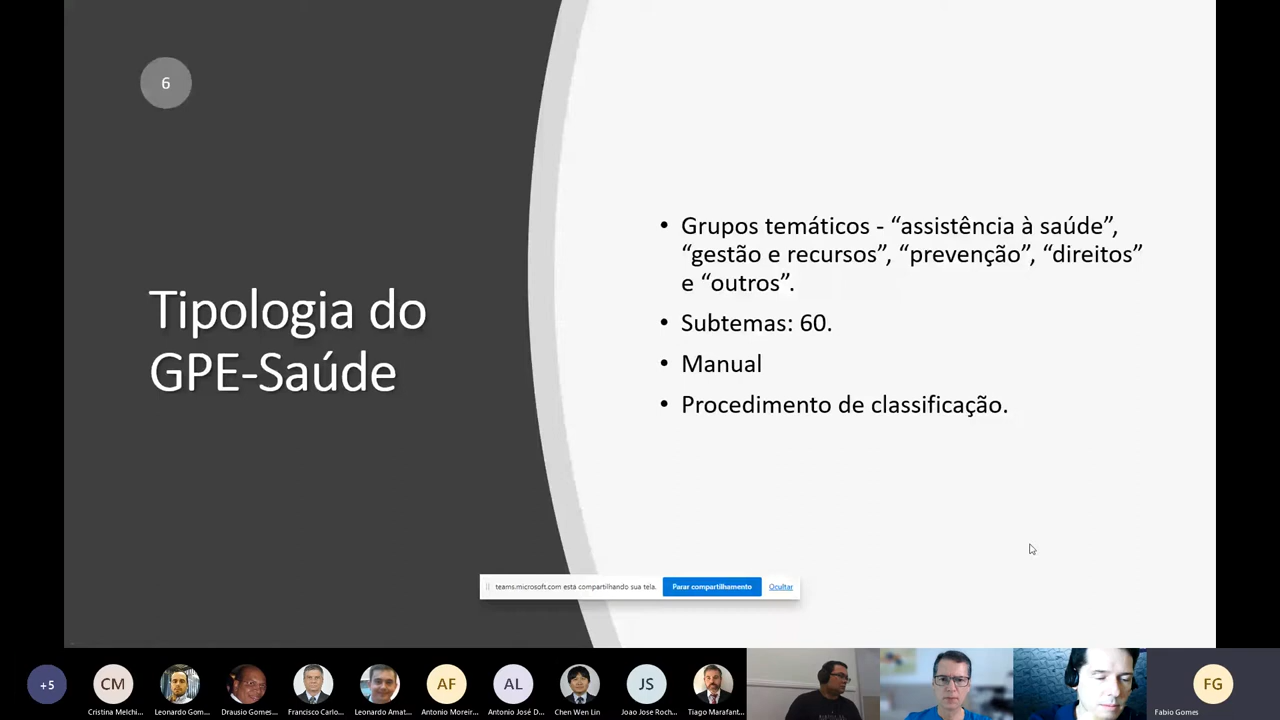 6
Tipologia do
GPE-Saúde
• Grupos temáticos - “assistência à saúde”,
“gestão e recursos”, “prevenção”, “direitos”
e “outros”.
• Subtemas: 60.
• Manual
• Procedimento de classificação.
teams.microsoft.com está compartilhando sua tela.
Parar compartilhamento
Ocultar
+5
CM
AF
AL
JS
FG
Cristina Melchi...
Leonardo Gom...
Drausio Gomes...
Francisco Carlo...
Leonardo Amat...
Antonio Moreir...
Antonio José D...
Chen Wen Lin
Joao Jose Roch...
Tiago Marafant...
Fabio Gomes